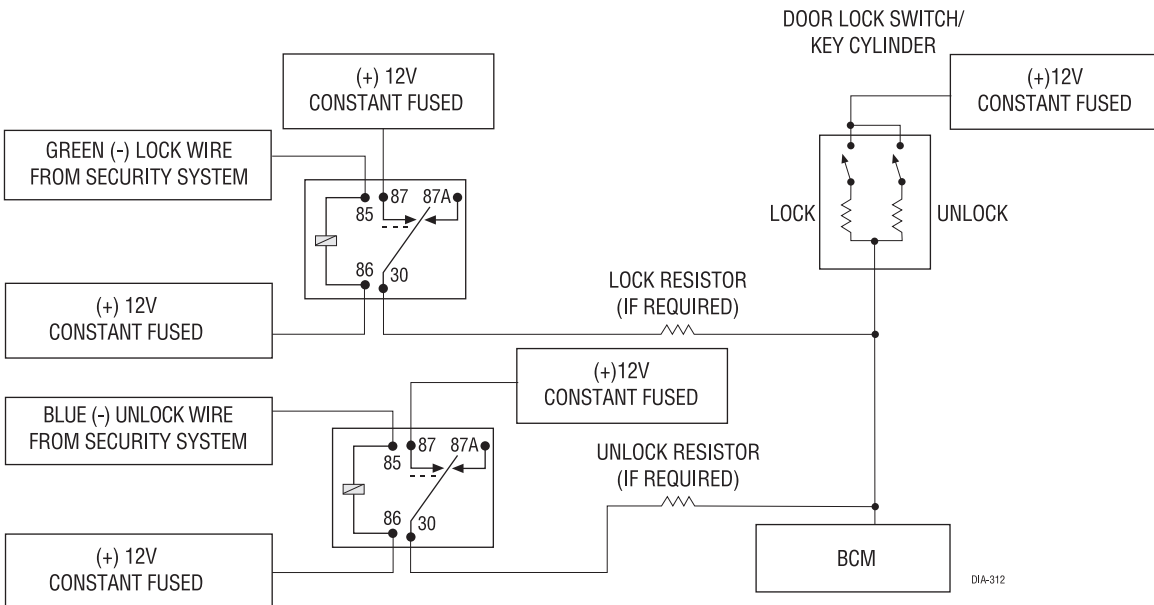 DOOR LOCK SWITCH/
KEY CYLINDER
(+) 12V
CONSTANT FUSED
(+)12V
CONSTANT FUSED
GREEN (-) LOCK WIRE
FROM SECURITY SYSTEM
87
87A
85
LOCK
UNLOCK
86
30
LOCK RESISTOR
(IF REQUIRED)
(+) 12V
CONSTANT FUSED
(+)12V
CONSTANT FUSED
BLUE (-) UNLOCK WIRE
FROM SECURITY SYSTEM
87
87A
85
UNLOCK RESISTOR
(IF REQUIRED)
86
30
(+) 12V
CONSTANT FUSED
BCM
DIA-312